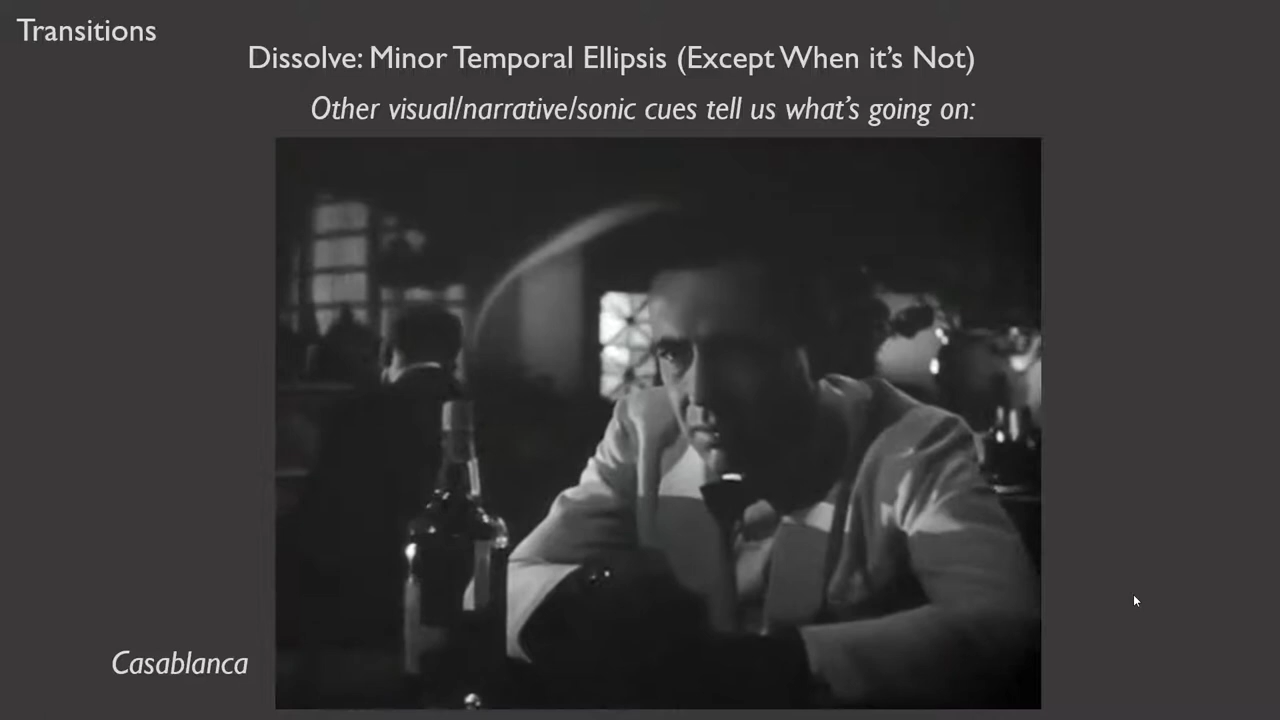 Transitions
Dissolve: Minor Temporal Ellipsis (Except When it’s Not)
Other visual/narrative/sonic cues tell us what’s going on:
Casablanca